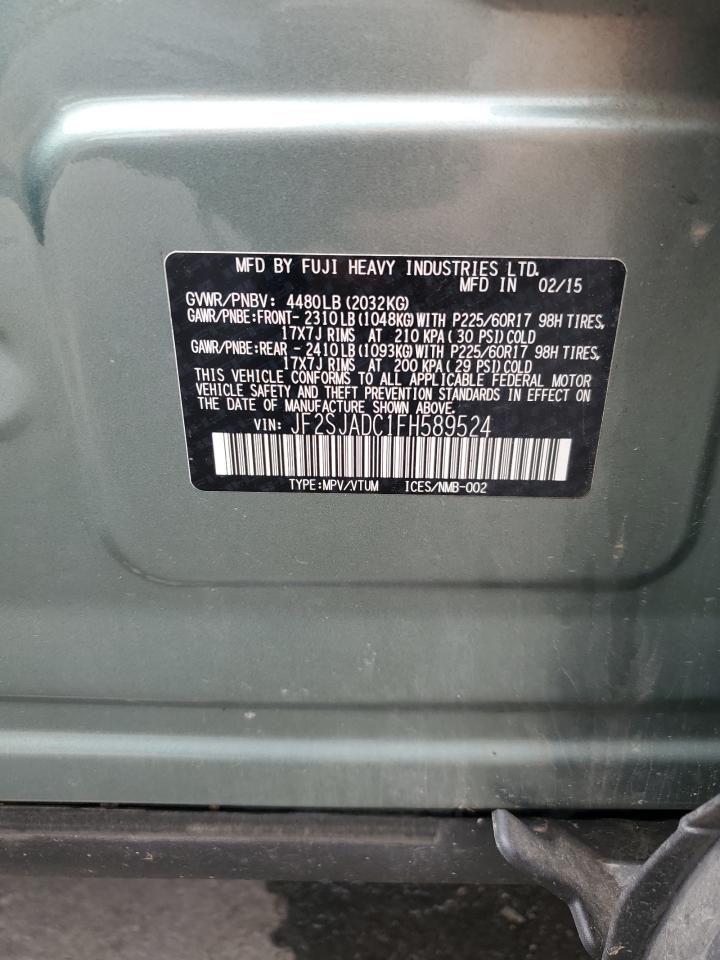 MFD BY FUJI HEAVY INDUSTRIES LTD.
MFD IN 02/15
GVWR/PNBV: 4480LB(2032KG)
GAWR/PNBE:FRONT- 2310LB(1048KG)WITH P225/60R17 98H TIRES,
17X7J RIMS AT 210 KPA(30 PSI)COLD
GAWR/PNBE:REAR - 2410LB(1093KG)WITH P225/60R17 98H TIRES,
17X7J RIMS AT 200 KPA(29 PSI)COLD
THIS VEHICLE CONFORMS TO ALL APPLICABLE FEDERAL MOTOR
VEHICLE SAFETY AND THEFT PREVENTION STANDARDS IN EFFECT ON
THE DATE OF MANUFACTURE SHOWN ABOVE.
VIN: JF2SJADC1FH589524
TYPE:MPV/VTUM ICES/NMB-002